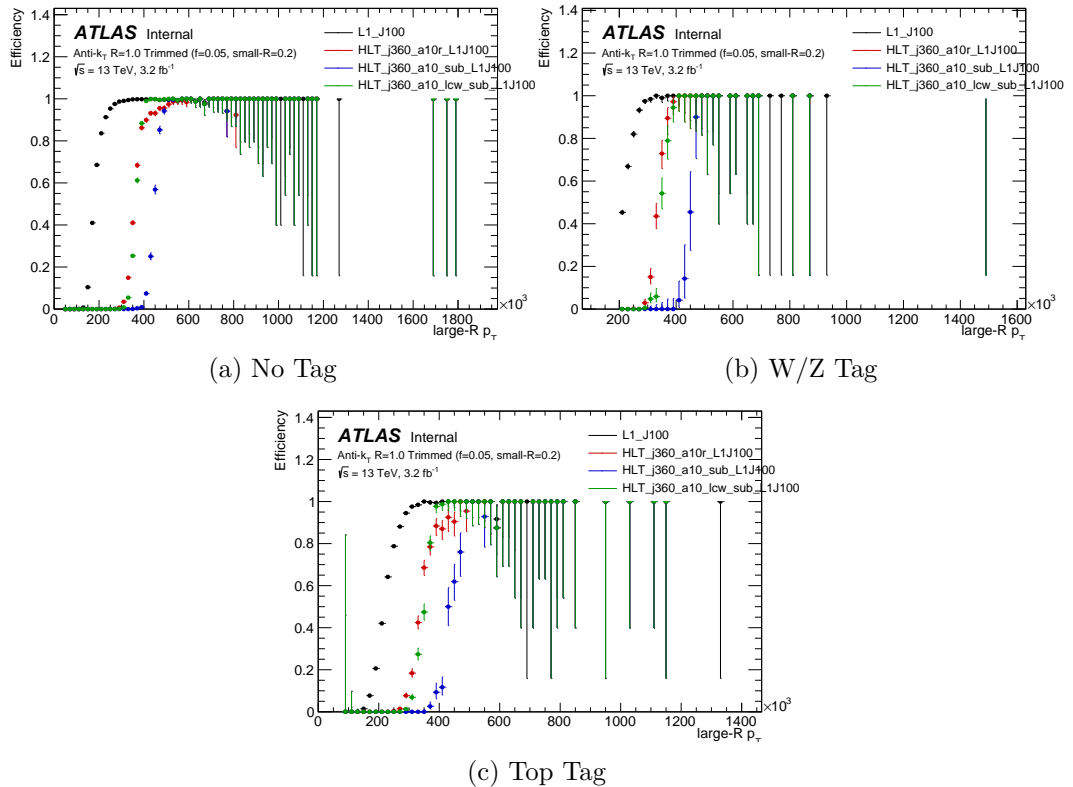 Efficiency
1.4
1.2
1
0.8
0.6
0.4
0.2
0
ATLAS Internal
Anti-k_T R=1.0 Trimmed (f=0.05, small-R=0.2)
√s = 13 TeV, 3.2 fb⁻¹
L1_J100
HLT_j360_a10r_L1J100
HLT_j360_a10_sub_L1J100
HLT_j360_a10_lcw_sub_L1J100
0 200 400 600 800 1000 1200 1400 1600 1800
×10³
large-R p_T
(a) No Tag
Efficiency
1.4
1.2
1
0.8
0.6
0.4
0.2
0
ATLAS Internal
Anti-k_T R=1.0 Trimmed (f=0.05, small-R=0.2)
√s = 13 TeV, 3.2 fb⁻¹
L1_J100
HLT_j360_a10r_L1J100
HLT_j360_a10_sub_L1J100
HLT_j360_a10_lcw_sub_L1J100
200 400 600 800 1000 1200 1400 1600
×10³
large-R p_T
(b) W/Z Tag
Efficiency
1.4
1.2
1
0.8
0.6
0.4
0.2
0
ATLAS Internal
Anti-k_T R=1.0 Trimmed (f=0.05, small-R=0.2)
√s = 13 TeV, 3.2 fb⁻¹
L1_J100
HLT_j360_a10r_L1J100
HLT_j360_a10_sub_L1J100
HLT_j360_a10_lcw_sub_L1J100
0 200 400 600 800 1000 1200 1400
×10³
large-R p_T
(c) Top Tag